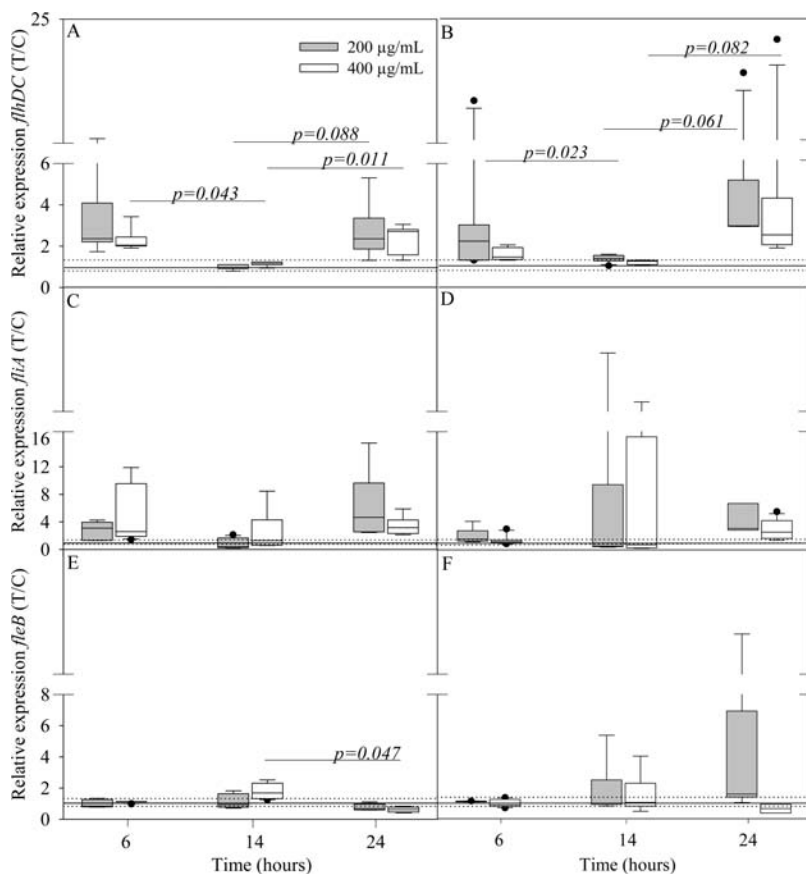 25
A
B
200 µg/mL
400 µg/mL
p=0.082
p=0.088
p=0.061
p=0.011
p=0.023
p=0.043
Relative expression flhDC (T/C)
6
4
2
0
C
D
Relative expression fliA (T/C)
16
12
8
4
0
E
F
Relative expression fleB (T/C)
8
6
4
2
0
p=0.047
6 14 24 6 14 24
Time (hours) Time (hours)